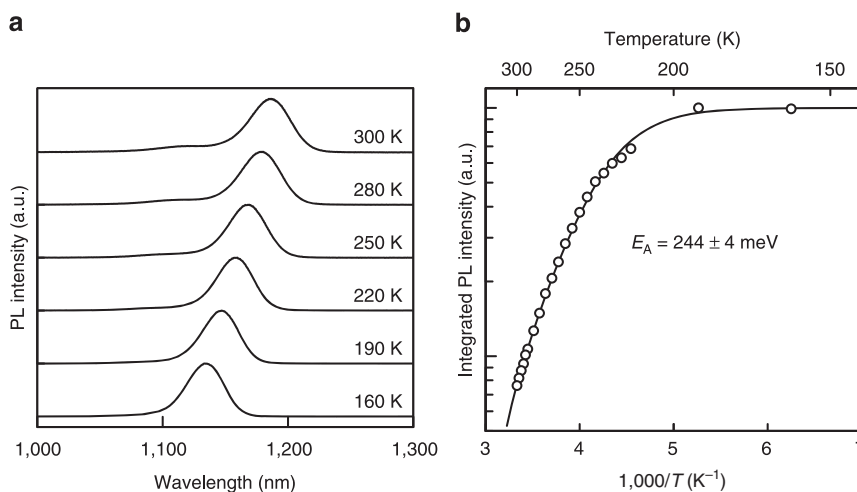 a
PL intensity (a.u.)
300 K
280 K
250 K
220 K
190 K
160 K
1,000 1,100 1,200 1,300
Wavelength (nm)
b
Temperature (K)
300 250 200 150
Integrated PL intensity (a.u.)
E_A = 244 ± 4 meV
3 4 5 6 7
1,000/T (K⁻¹)